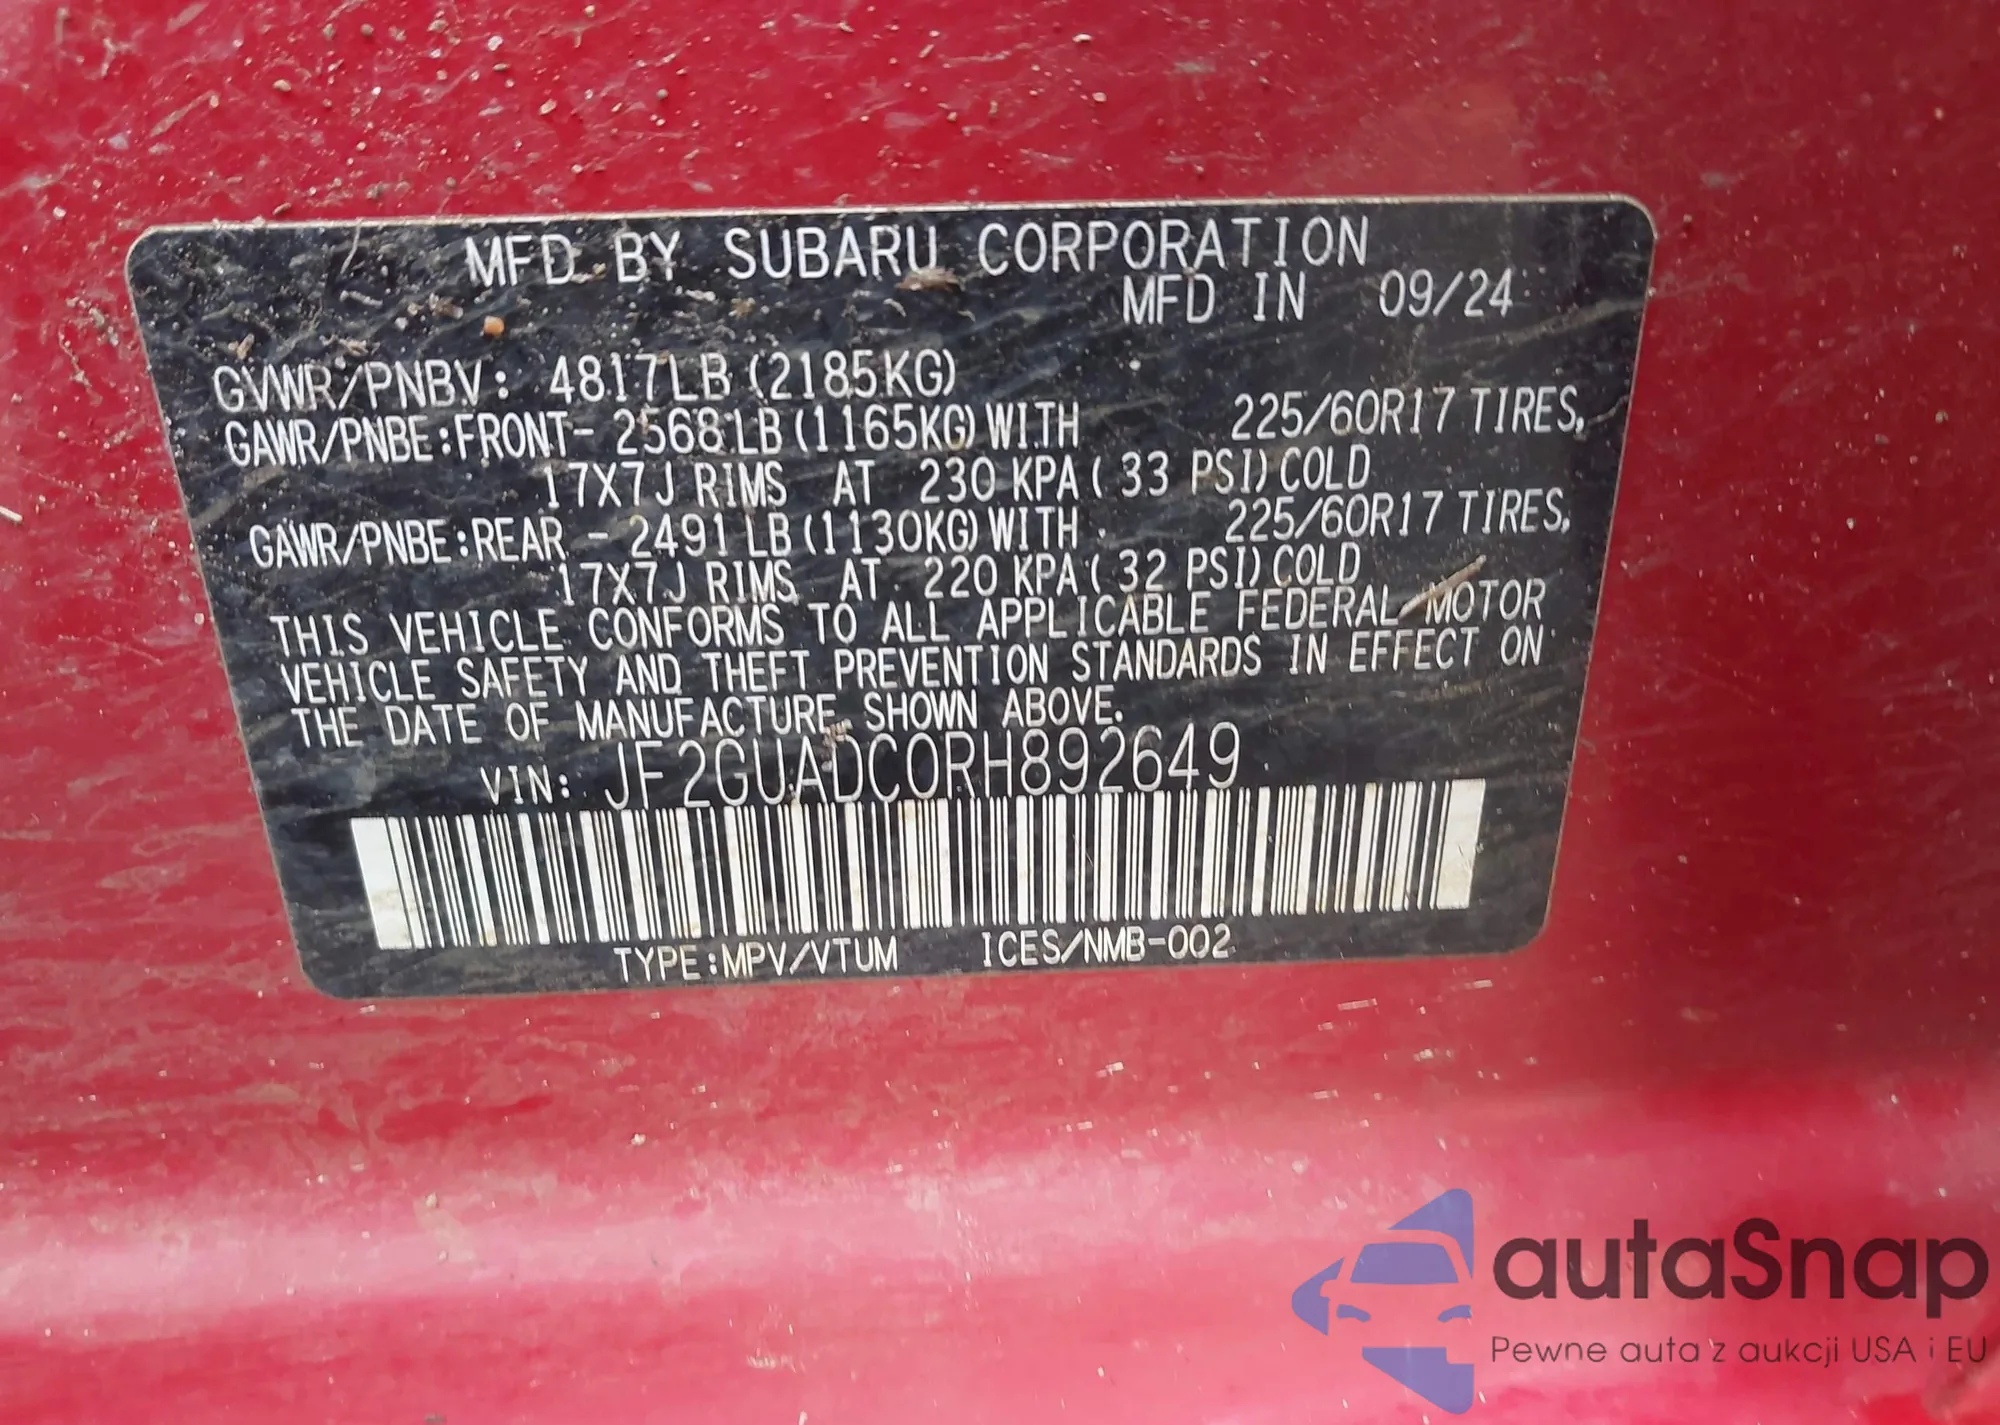 MFD BY SUBARU CORPORATION
MFD IN 09/24
GVWR/PNBV: 4817LB (2185KG)
GAWR/PNBE:FRONT- 2568LB (1165KG) WITH 225/60R17 TIRES,
17X7J RIMS AT 230 KPA ( 33 PSI) COLD
GAWR/PNBE:REAR - 2491LB (1130KG) WITH 225/60R17 TIRES,
17X7J RIMS AT 220 KPA ( 32 PSI) COLD
THIS VEHICLE CONFORMS TO ALL APPLICABLE FEDERAL MOTOR
VEHICLE SAFETY AND THEFT PREVENTION STANDARDS IN EFFECT ON
THE DATE OF MANUFACTURE SHOWN ABOVE.
VIN: JF2GUADC0RH892649
TYPE:MPV/VTUM ICES/NMB-002
autaSnap
Pewne auta z aukcji USA i EU